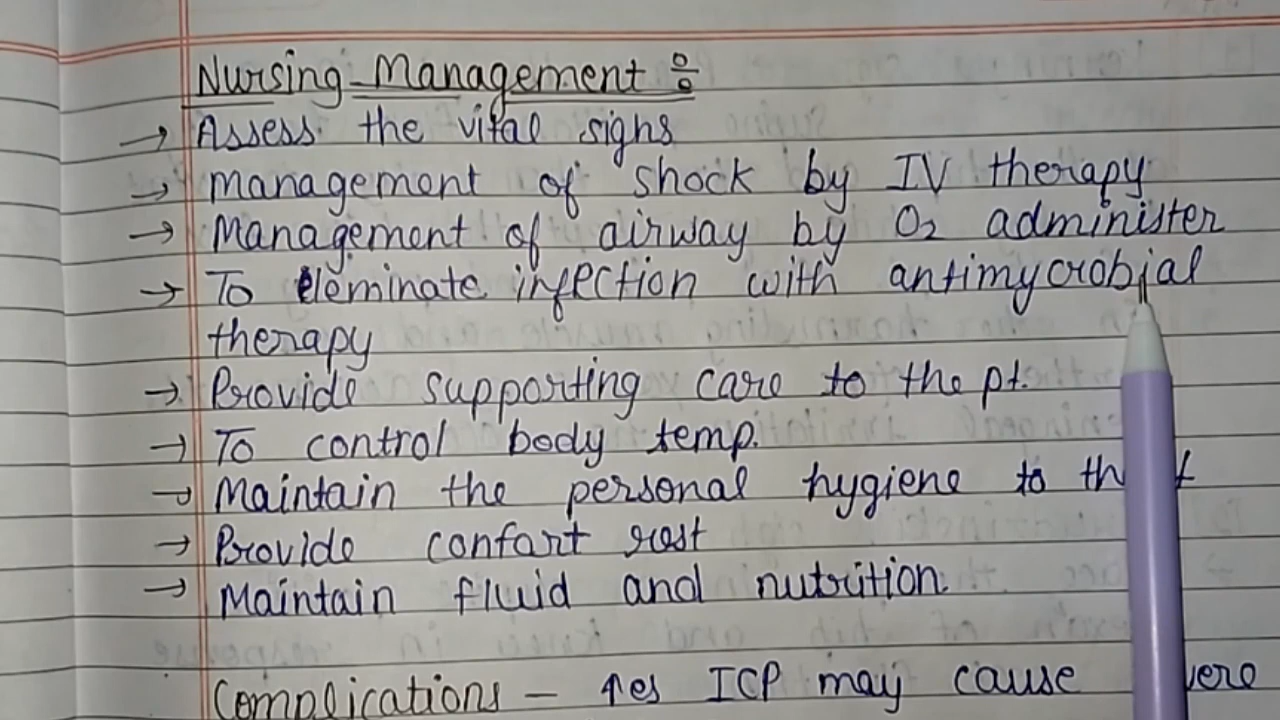 Nursing Management :
→ Assess the vital signs
→ Management of shock by IV therapy
→ Management of airway by O₂ administer
→ To eleminate infection with antimycrobial
therapy
→ Provide supporting care to the pt.
→ To control body temp.
→ Maintain the personal hygiene to
→ Provide confart rest
→ Maintain fluid and nutrition.
Complications – ↑es ICP may cause